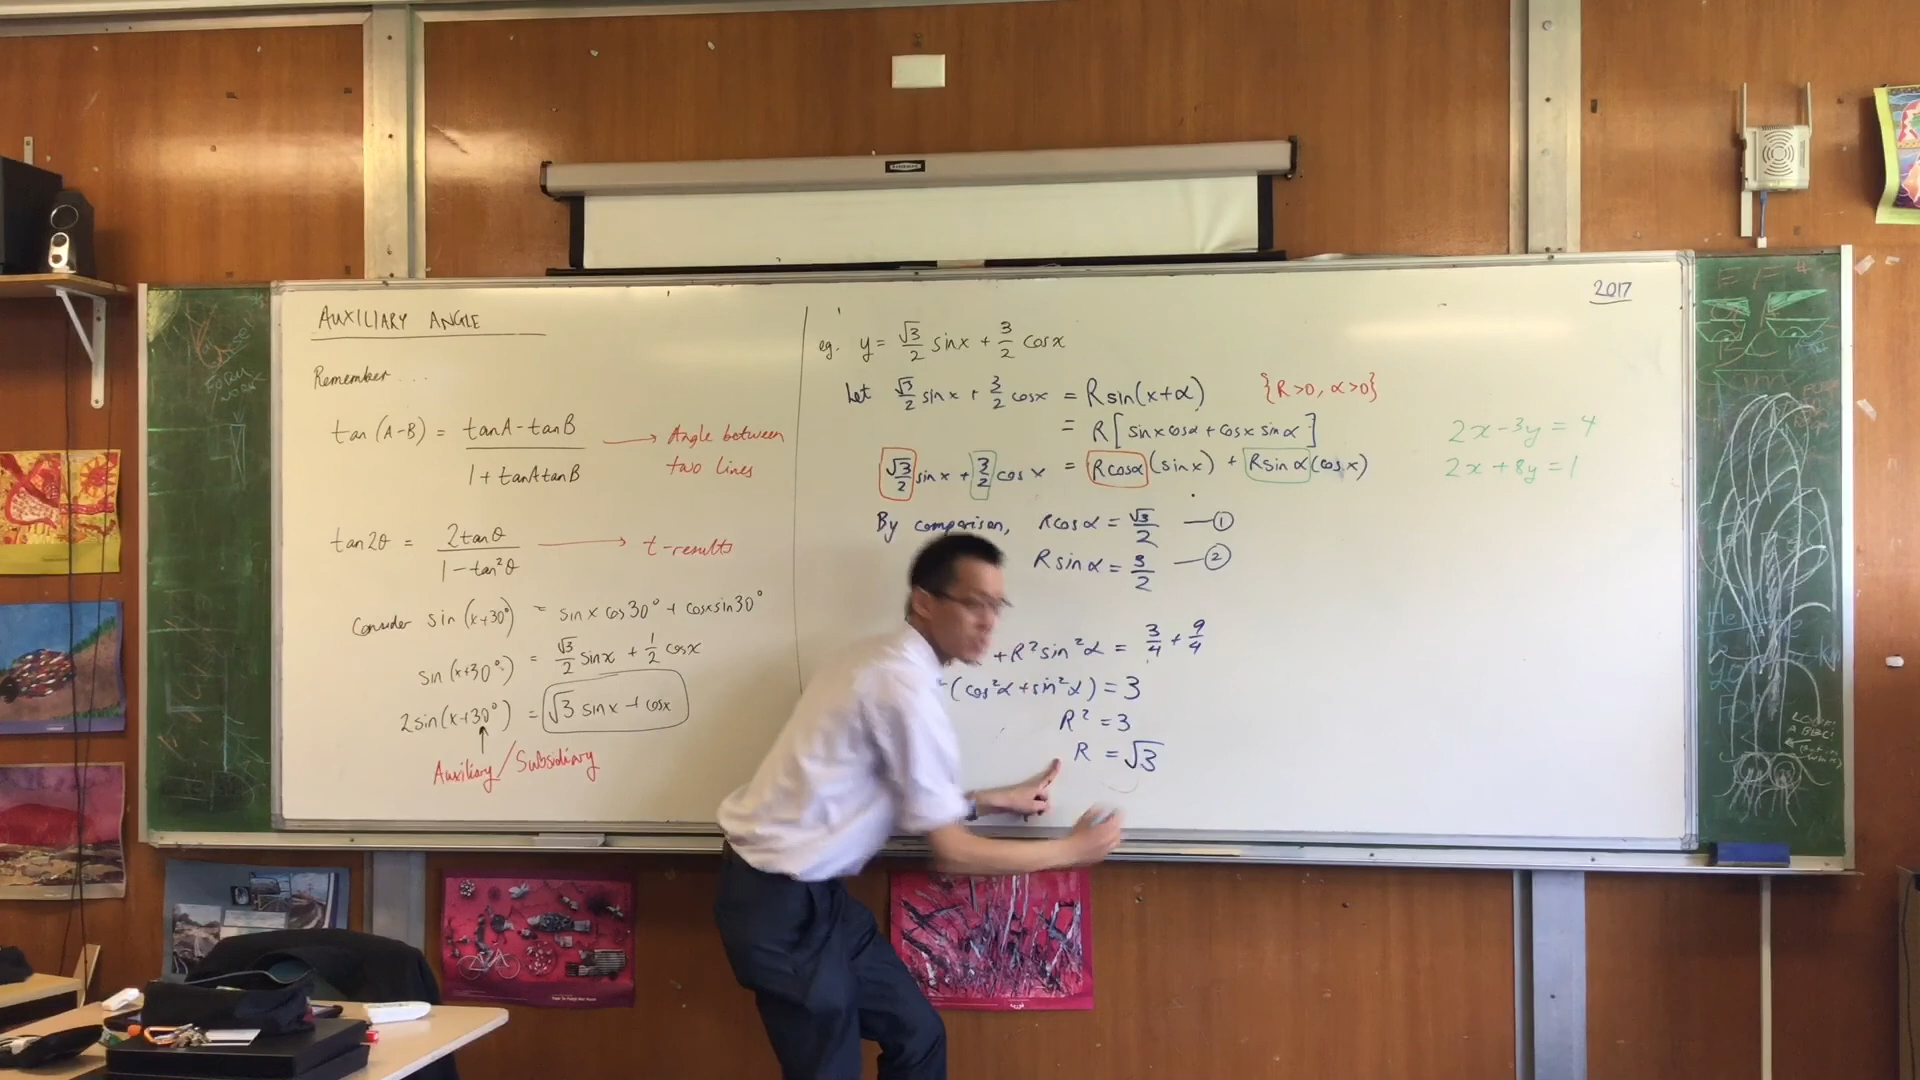 AUXILIARY ANGLE
Remember...
tan(A-B) = (tanA - tanB)/(1 + tanAtanB) → Angle between two lines
tan2θ = 2tanθ/(1 - tan²θ) → t-results
Consider sin(x+30°) = sinx cos30° + cosx sin30°
sin(x+30°) = √3/2 sinx + 1/2 cosx
2sin(x+30°) = √3 sinx + cosx
Auxiliary/Subsidiary
2017
eg. y = √3/2 sinx + 3/2 cosx
Let √3/2 sinx + 3/2 cosx = Rsin(x+α) {R>0, α>0}
= R[sinxcosα + cosx sinα]
√3/2 sinx + 3/2 cosx = Rcosα(sinx) + Rsinα(cosx)
By comparison, Rcosα = √3/2 —①
Rsinα = 3/2 —②
+R²sin²α = 3/4 + 9/4
(cos²α + sin²α) = 3
R² = 3
R = √3
2x-3y=4
2x+8y=1